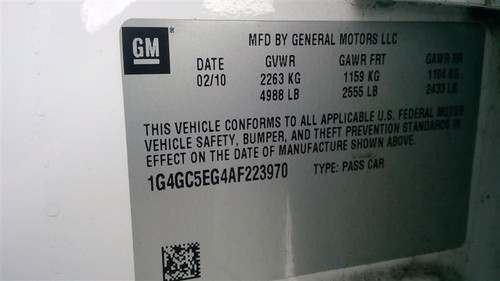 GM
MFD BY GENERAL MOTORS LLC
DATE GVWR GAWR FRT GAWR RR
02/10 2263 KG 1159 KG 1104 KG
4988 LB 2555 LB 2433 LB
THIS VEHICLE CONFORMS TO ALL APPLICABLE U.S. FEDERAL MOTOR
VEHICLE SAFETY, BUMPER, AND THEFT PREVENTION STANDARDS IN
EFFECT ON THE DATE OF MANUFACTURE SHOWN ABOVE.
1G4GC5EG4AF223970 TYPE: PASS CAR